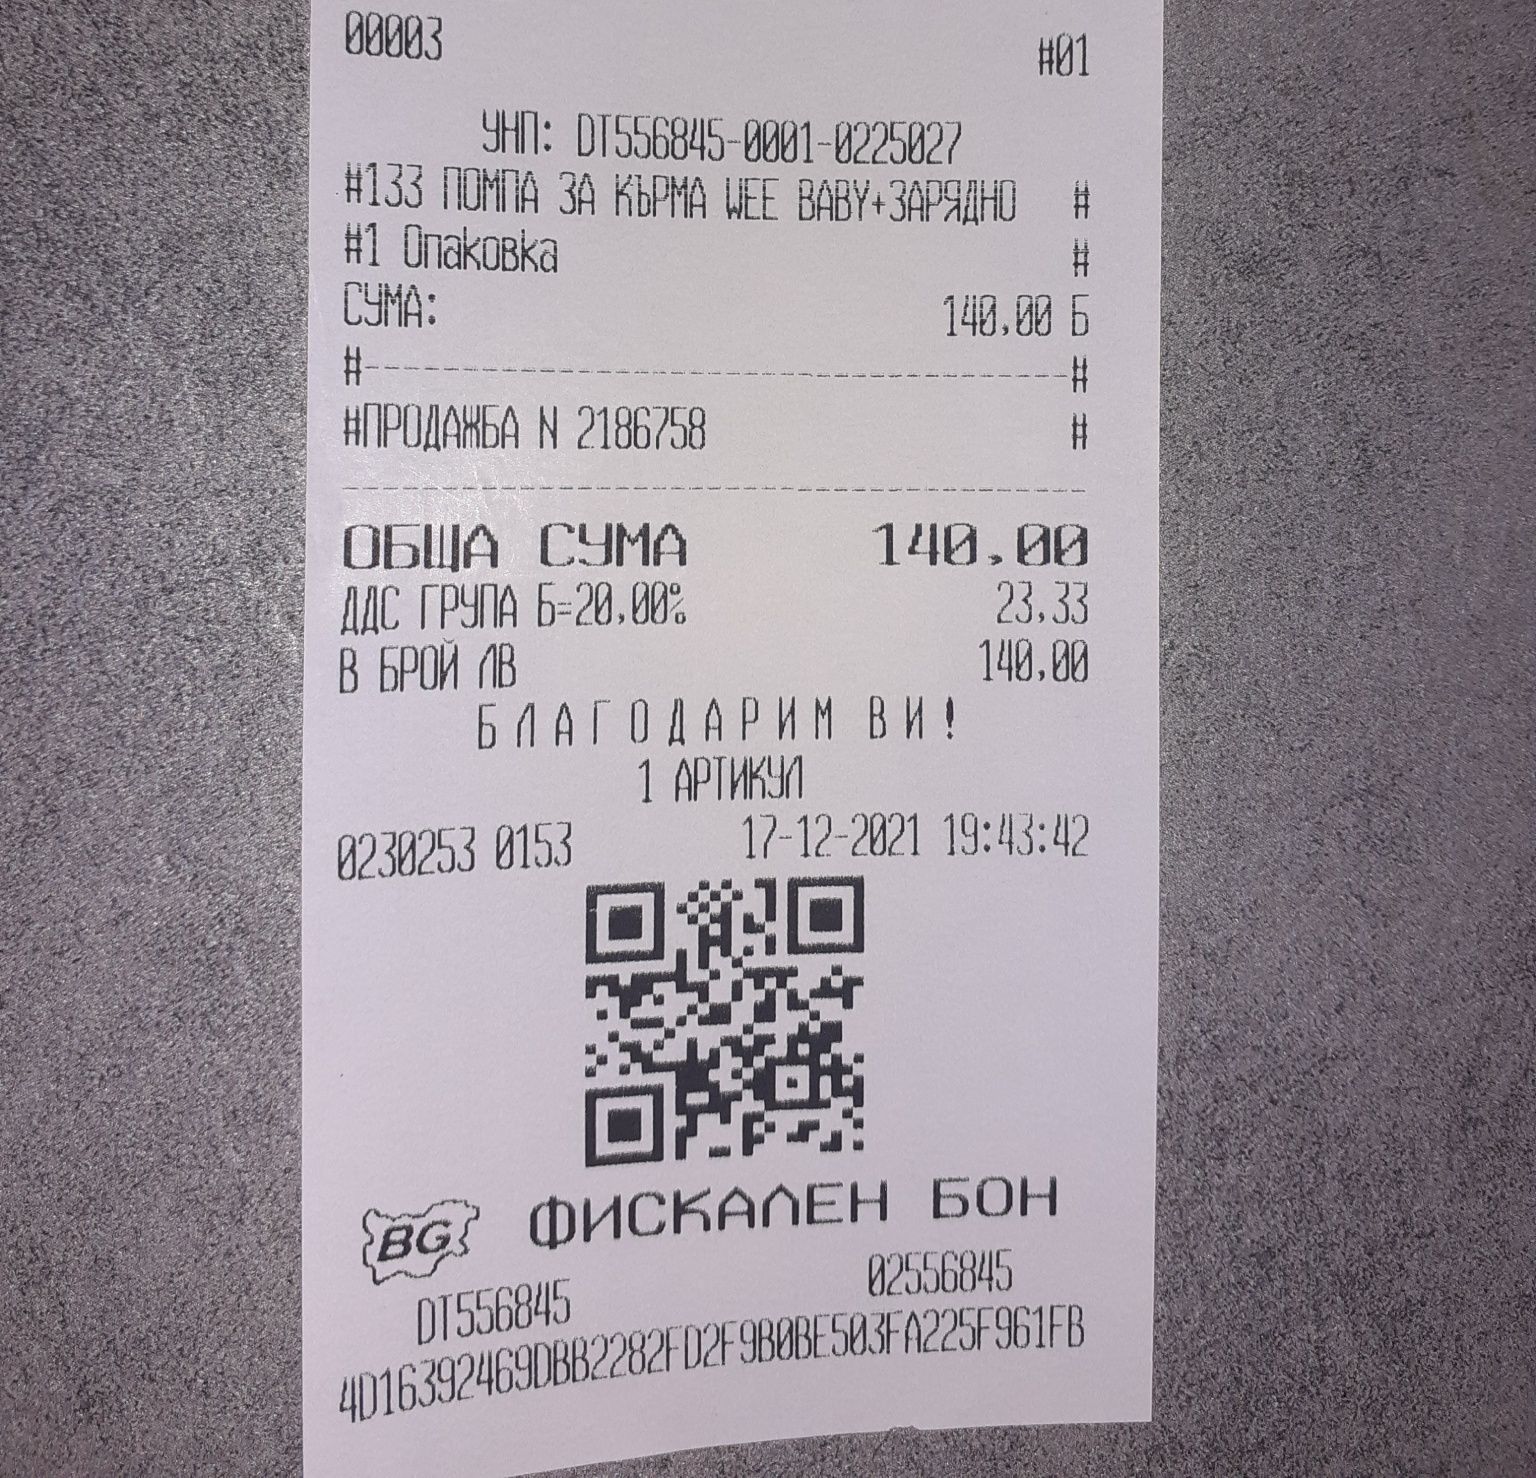 00003 #01
УНП: DT556845-0001-0225027
#133 ПОМПА ЗА КЪРМА WEE BABY+ЗАРЯДНО #
#1 Опаковка #
СУМА: 140,00 Б
#----------------------------------------#
#ПРОДАЖБА N 2186758 #
------------------------------------------
ОБЩА СУМА 140,00
ДДС ГРУПА Б=20,00% 23,33
В БРОЙ ЛВ 140,00
БЛАГОДАРИМ ВИ!
1 АРТИКУЛ
0230253 0153 17-12-2021 19:43:42
BG ФИСКАЛЕН БОН
DT556845 02556845
4D16392469DBB2282FD2F9B0BE503FA225F961FB